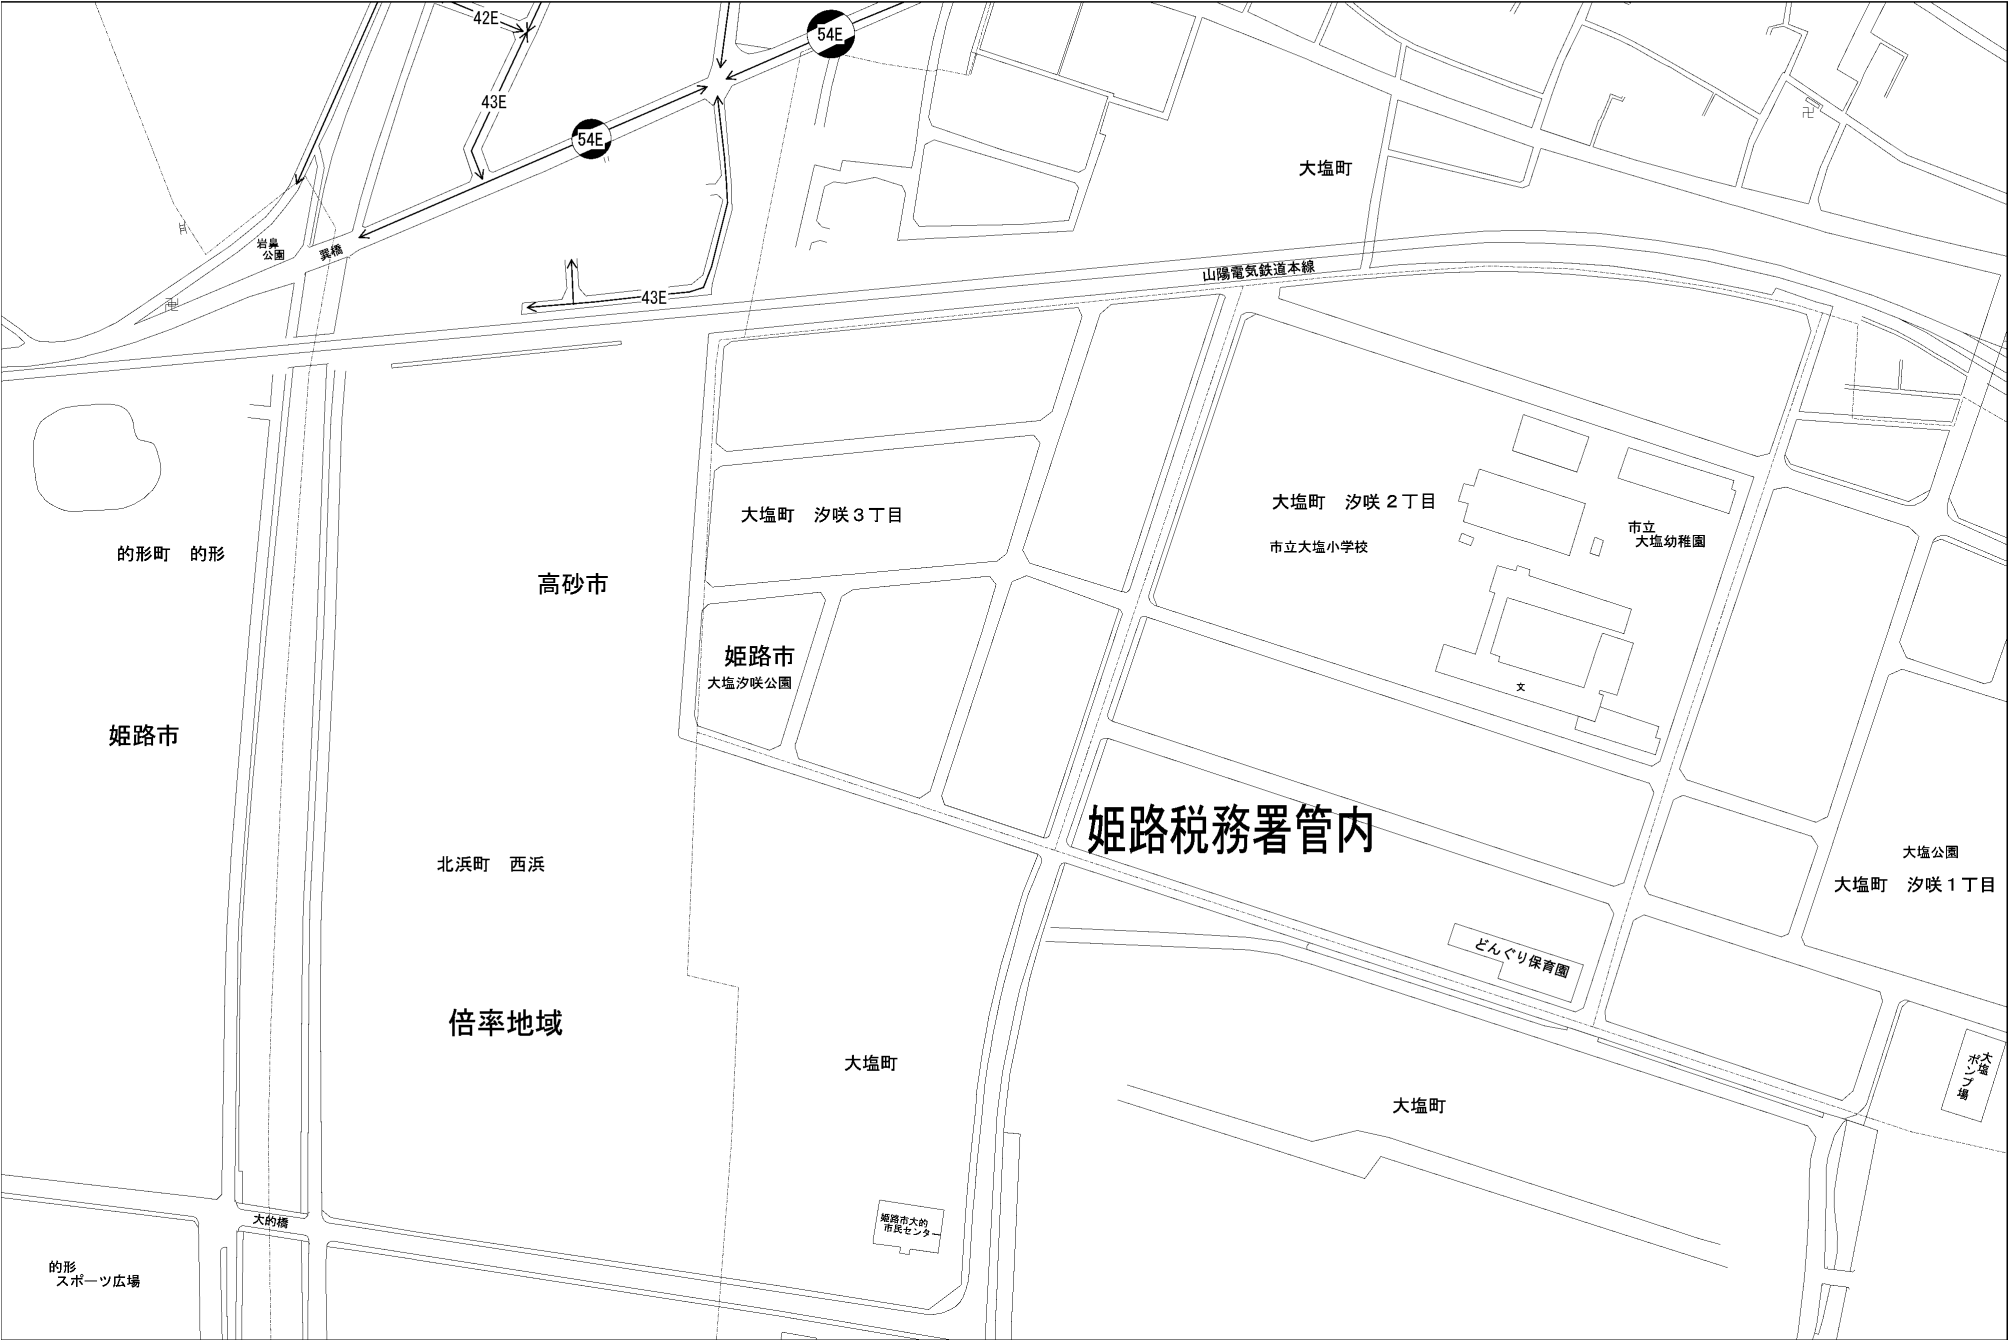 42E
54E
43E
54E
大塩町
岩鼻
公園
巽橋
山陽電気鉄道本線
43E
大塩町　汐咲３丁目
大塩町　汐咲２丁目
市立大塩小学校
市立
大塩幼稚園
的形町　的形
高砂市
姫路市
大塩汐咲公園
文
姫路市
姫路税務署管内
北浜町　西浜
大塩公園
大塩町　汐咲１丁目
どんぐり保育園
倍率地域
大塩町
大塩
ポンプ場
大塩町
大的橋
姫路市大的
市民センター
的形
スポーツ広場